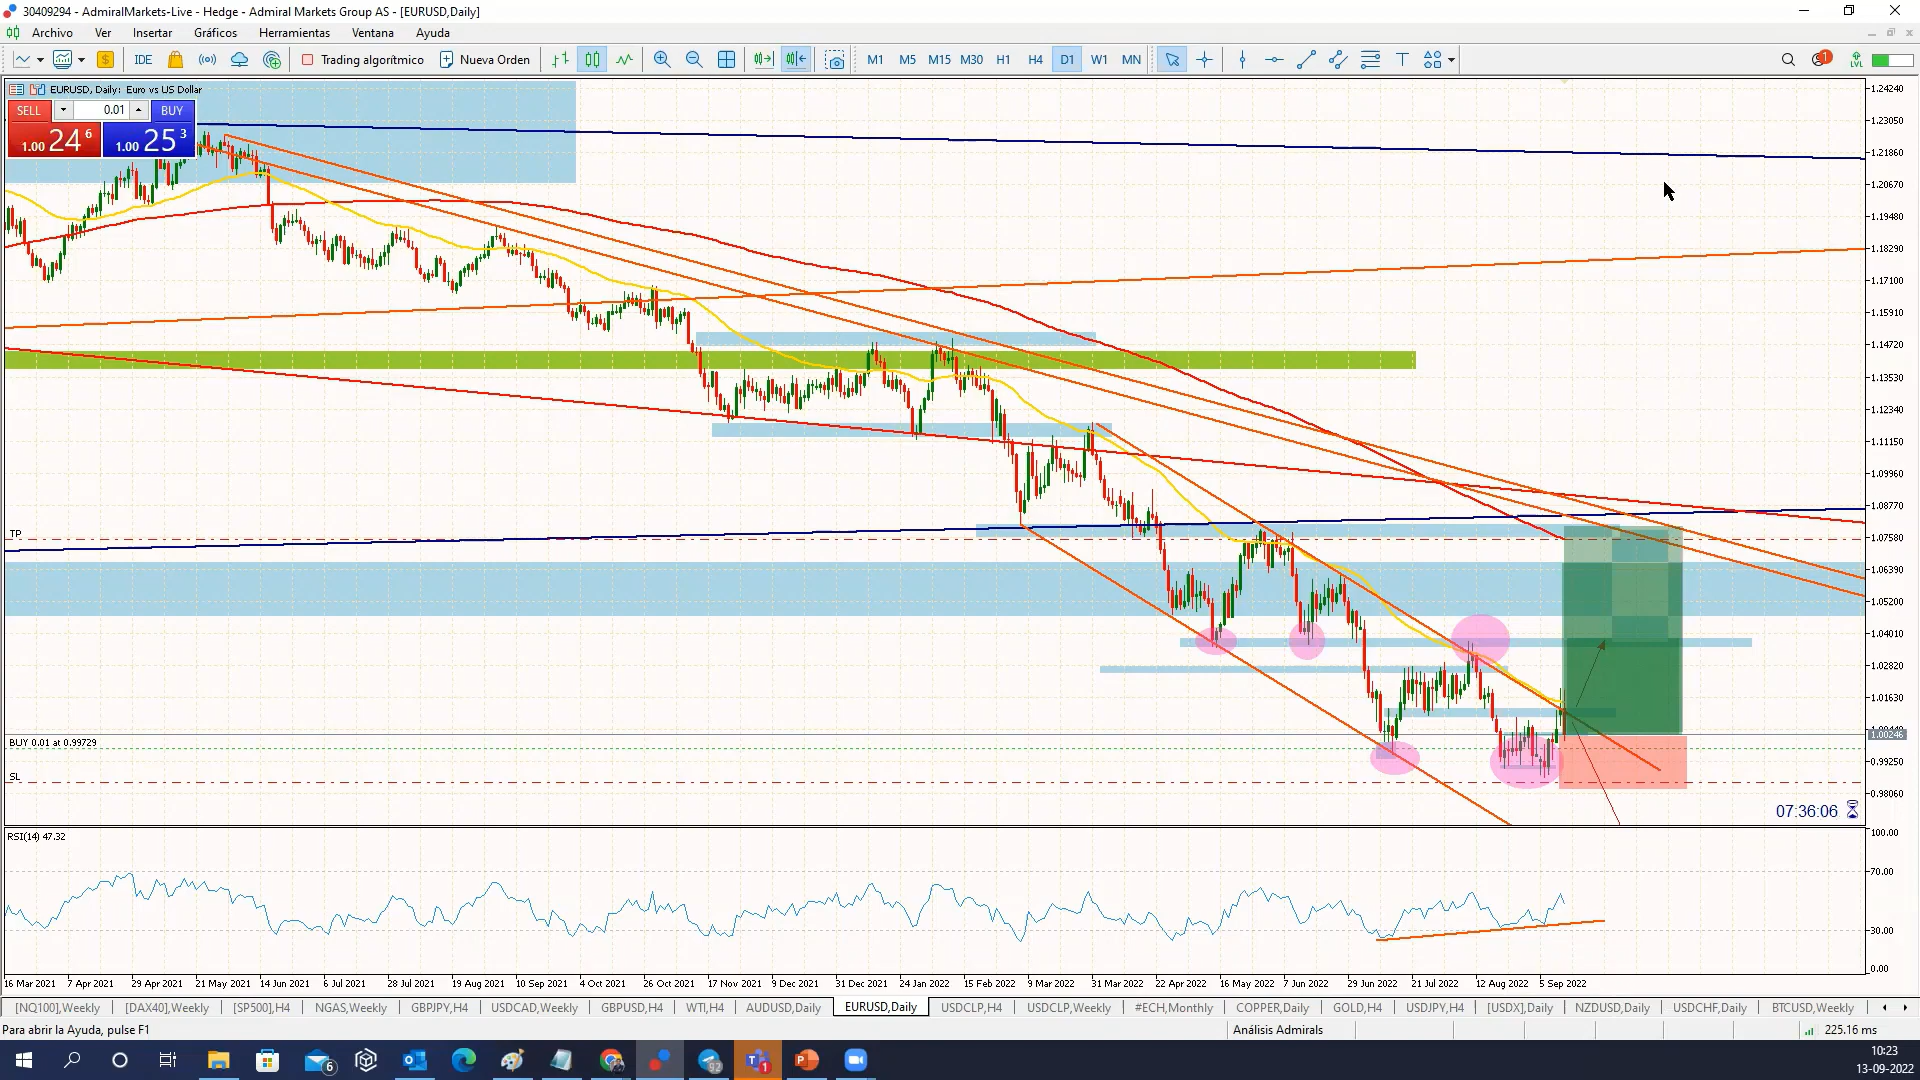 30409294 - AdmiralMarkets-Live - Hedge - Admiral Markets Group AS - [EURUSD,Daily]
Archivo Ver Insertar Gráficos Herramientas Ventana Ayuda
IDE Trading algorítmico Nueva Orden M1 M5 M15 M30 H1 H4 D1 W1 MN T 1 LVL
EURUSD, Daily: Euro vs US Dollar
SELL 0.01 BUY
1.00 24 6 1.00 25 3
1.24240
1.23050
1.21860
1.20670
1.19480
1.18290
1.17100
1.15910
1.14720
1.13530
1.12340
1.11150
1.09960
1.08770
TP
1.07580
1.06390
1.05200
1.04010
1.02820
1.01630
1.00246
BUY 0.01 at 0.99729
0.99250
SL
0.98060
07:36:06
RSI(14) 47.32
100.00
70.00
30.00
0.00
16 Mar 2021 7 Apr 2021 29 Apr 2021 21 May 2021 14 Jun 2021 6 Jul 2021 28 Jul 2021 19 Aug 2021 10 Sep 2021 4 Oct 2021 26 Oct 2021 17 Nov 2021 9 Dec 2021 31 Dec 2021 24 Jan 2022 15 Feb 2022 9 Mar 2022 31 Mar 2022 22 Apr 2022 16 May 2022 7 Jun 2022 29 Jun 2022 21 Jul 2022 12 Aug 2022 5 Sep 2022
[NQ100],Weekly [DAX40],Weekly [SP500],H4 NGAS,Weekly GBPJPY,H4 USDCAD,Weekly GBPUSD,H4 WTI,H4 AUDUSD,Daily EURUSD,Daily USDCLP,H4 USDCLP,Weekly #ECH,Monthly COPPER,Daily GOLD,H4 USDJPY,H4 [USDX],Daily NZDUSD,Daily USDCHF,Daily BTCUSD,Weekly
Para abrir la Ayuda, pulse F1 Análisis Admirals 225.16 ms
6 92 1
10:23
13-09-2022